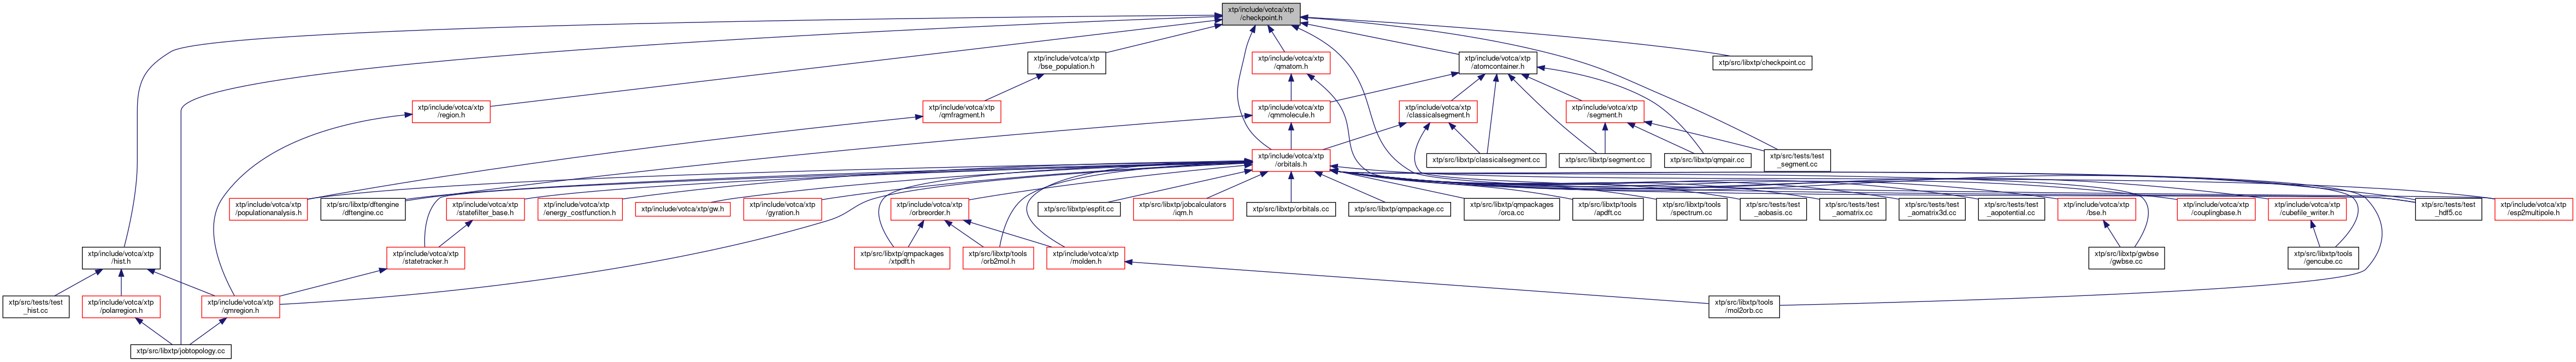 xtp/include/votca/xtp
/checkpoint.h
xtp/include/votca/xtp
/bse_population.h
xtp/include/votca/xtp
/qmatom.h
xtp/include/votca/xtp
/atomcontainer.h
xtp/src/libxtp/checkpoint.cc
xtp/include/votca/xtp
/region.h
xtp/include/votca/xtp
/qmfragment.h
xtp/include/votca/xtp
/qmmolecule.h
xtp/include/votca/xtp
/classicalsegment.h
xtp/include/votca/xtp
/segment.h
xtp/include/votca/xtp
/orbitals.h
xtp/src/libxtp/classicalsegment.cc
xtp/src/libxtp/segment.cc
xtp/src/libxtp/qmpair.cc
xtp/src/tests/test
_segment.cc
xtp/include/votca/xtp
/populationanalysis.h
xtp/src/libxtp/dftengine
/dftengine.cc
xtp/include/votca/xtp
/statefilter_base.h
xtp/include/votca/xtp
/energy_costfunction.h
xtp/include/votca/xtp/gw.h
xtp/include/votca/xtp
/gyration.h
xtp/include/votca/xtp
/orbreorder.h
xtp/src/libxtp/espfit.cc
xtp/src/libxtp/jobcalculators
/iqm.h
xtp/src/libxtp/orbitals.cc
xtp/src/libxtp/qmpackage.cc
xtp/src/libxtp/qmpackages
/orca.cc
xtp/src/libxtp/tools
/apdft.cc
xtp/src/libxtp/tools
/spectrum.cc
xtp/src/tests/test
_aobasis.cc
xtp/src/tests/test
_aomatrix.cc
xtp/src/tests/test
_aomatrix3d.cc
xtp/src/tests/test
_aopotential.cc
xtp/include/votca/xtp
/bse.h
xtp/include/votca/xtp
/couplingbase.h
xtp/include/votca/xtp
/cubefile_writer.h
xtp/src/tests/test
_hdf5.cc
xtp/include/votca/xtp
/esp2multipole.h
xtp/include/votca/xtp
/hist.h
xtp/include/votca/xtp
/statetracker.h
xtp/src/libxtp/qmpackages
/xtpdft.h
xtp/src/libxtp/tools
/orb2mol.h
xtp/include/votca/xtp
/molden.h
xtp/src/libxtp/gwbse
/gwbse.cc
xtp/src/libxtp/tools
/gencube.cc
xtp/src/tests/test
_hist.cc
xtp/include/votca/xtp
/polarregion.h
xtp/include/votca/xtp
/qmregion.h
xtp/src/libxtp/tools
/mol2orb.cc
xtp/src/libxtp/jobtopology.cc